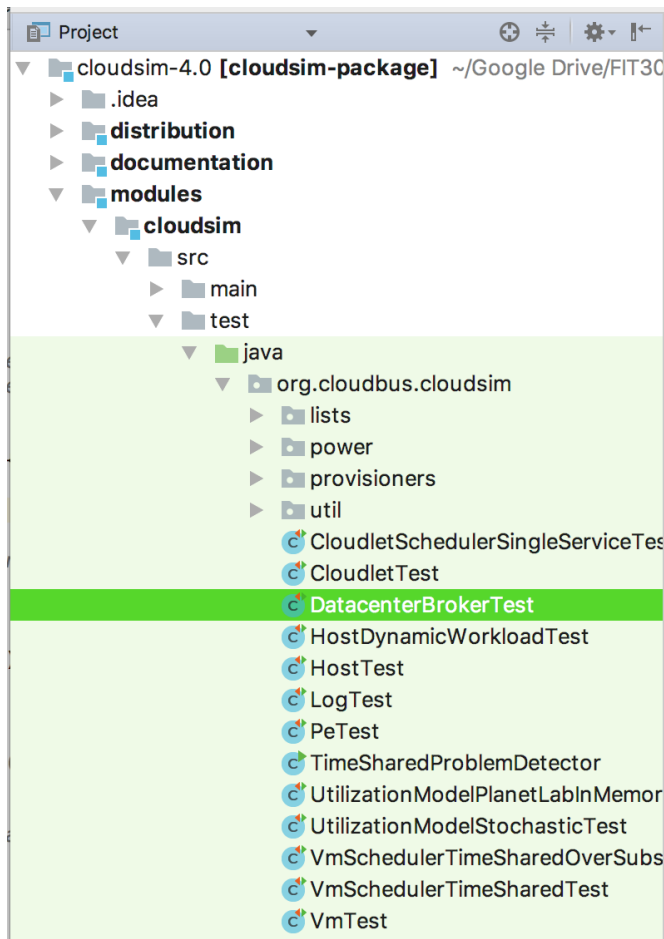 Project
cloudsim-4.0 [cloudsim-package] ~/Google Drive/FIT30
.idea
distribution
documentation
modules
cloudsim
src
main
test
java
org.cloudbus.cloudsim
lists
power
provisioners
util
CloudletSchedulerSingleServiceTes
CloudletTest
DatacenterBrokerTest
HostDynamicWorkloadTest
HostTest
LogTest
PeTest
TimeSharedProblemDetector
UtilizationModelPlanetLabInMemor
UtilizationModelStochasticTest
VmSchedulerTimeSharedOverSubs
VmSchedulerTimeSharedTest
VmTest